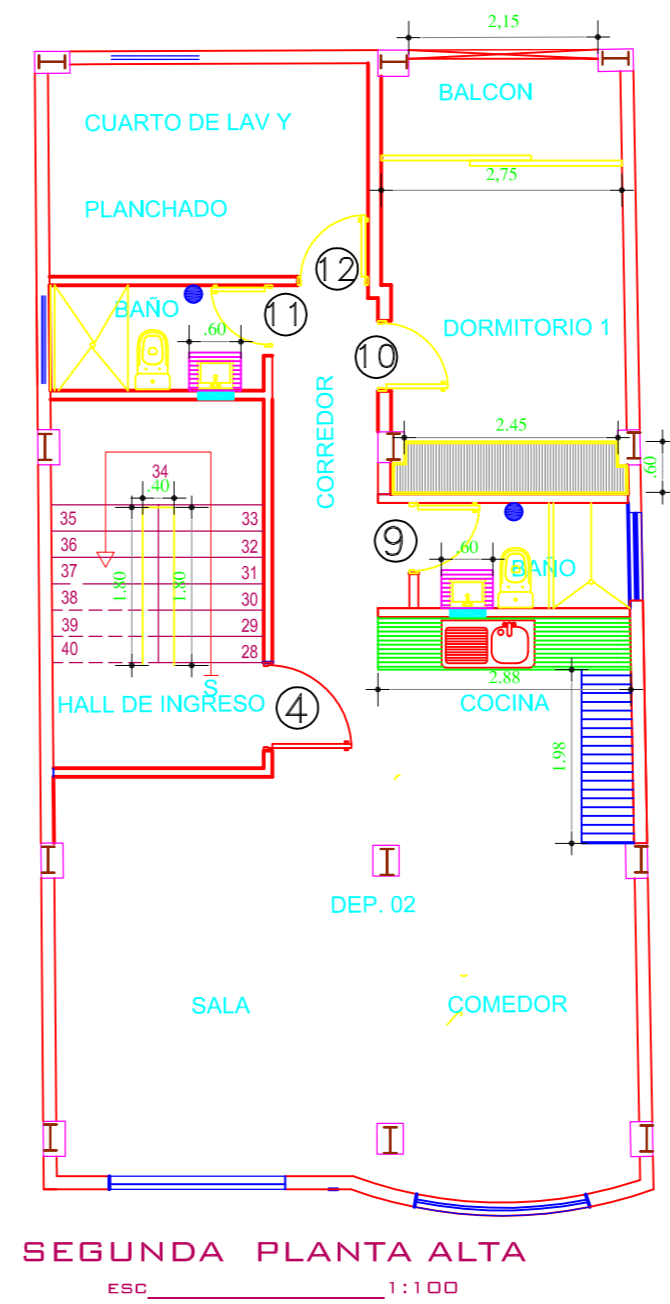 2,15
BALCON
CUARTO DE LAV Y
PLANCHADO
2,75
12
BAÑO
11
.60
DORMITORIO 1
10
CORREDOR
2.45
.60
34
.40
35 33
36 32
37 31
38 30
39 29
40 28
1.80 1.80
9
.60
BAÑO
S
HALL DE INGRESO
4
2.88
COCINA
1.98
DEP. 02
SALA
COMEDOR
SEGUNDA PLANTA ALTA
ESC 1:100